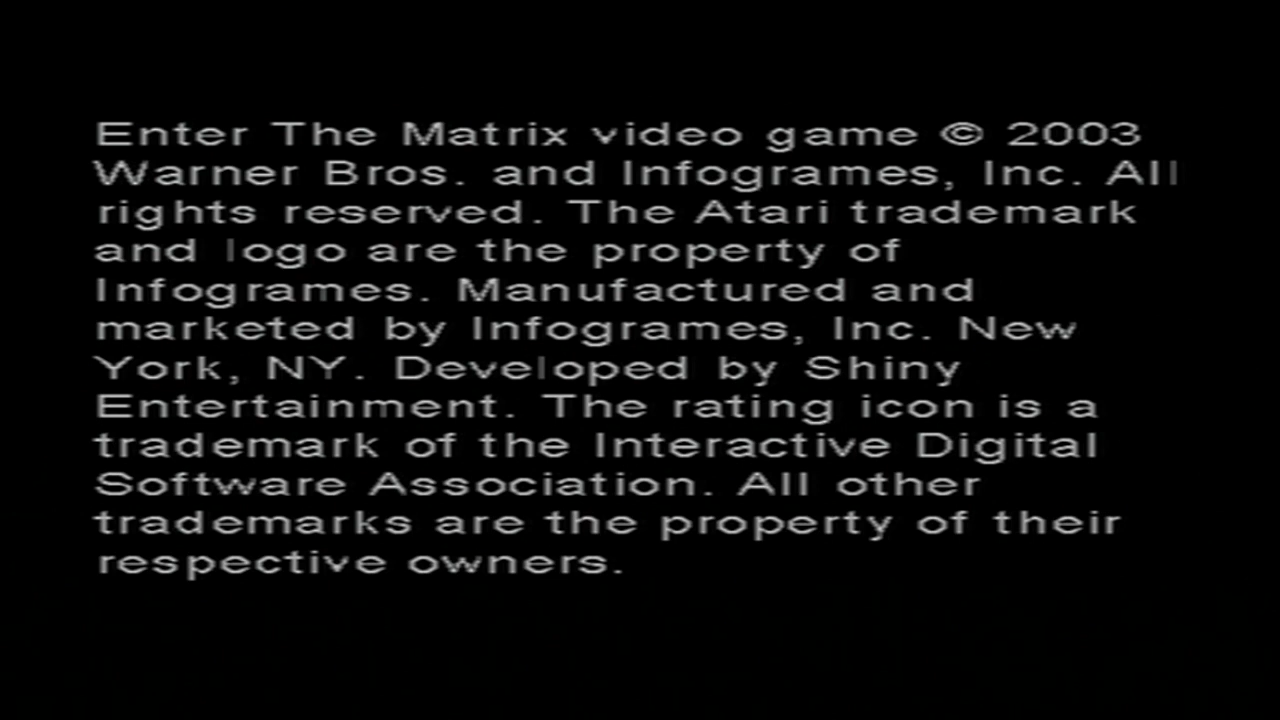 Enter The Matrix video game © 2003
Warner Bros. and Infogrames, Inc. All
rights reserved. The Atari trademark
and logo are the property of
Infogrames. Manufactured and
marketed by Infogrames, Inc. New
York, NY. Developed by Shiny
Entertainment. The rating icon is a
trademark of the Interactive Digital
Software Association. All other
trademarks are the property of their
respective owners.